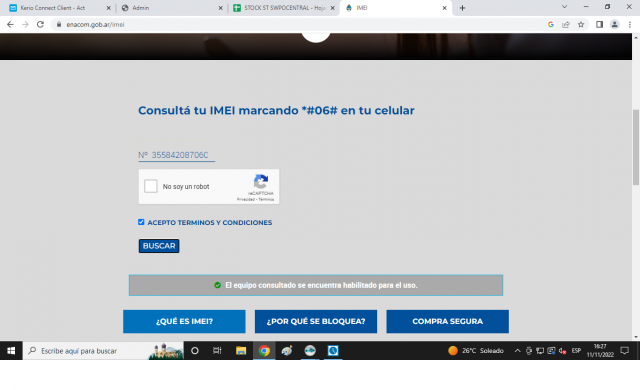 Kerio Connect Client - Act
Admin
STOCK ST SWPOCENTRAL - Hoja
IMEI
enacom.gob.ar/imei
Consultá tu IMEI marcando *#06# en tu celular
Nº 35584208706C
No soy un robot
reCAPTCHA
Privacidad - Términos
ACEPTO TERMINOS Y CONDICIONES
BUSCAR
El equipo consultado se encuentra habilitado para el uso.
¿QUÉ ES IMEI?
¿POR QUÉ SE BLOQUEA?
COMPRA SEGURA
Escribe aquí para buscar
26°C Soleado
ESP
16:27
11/11/2022